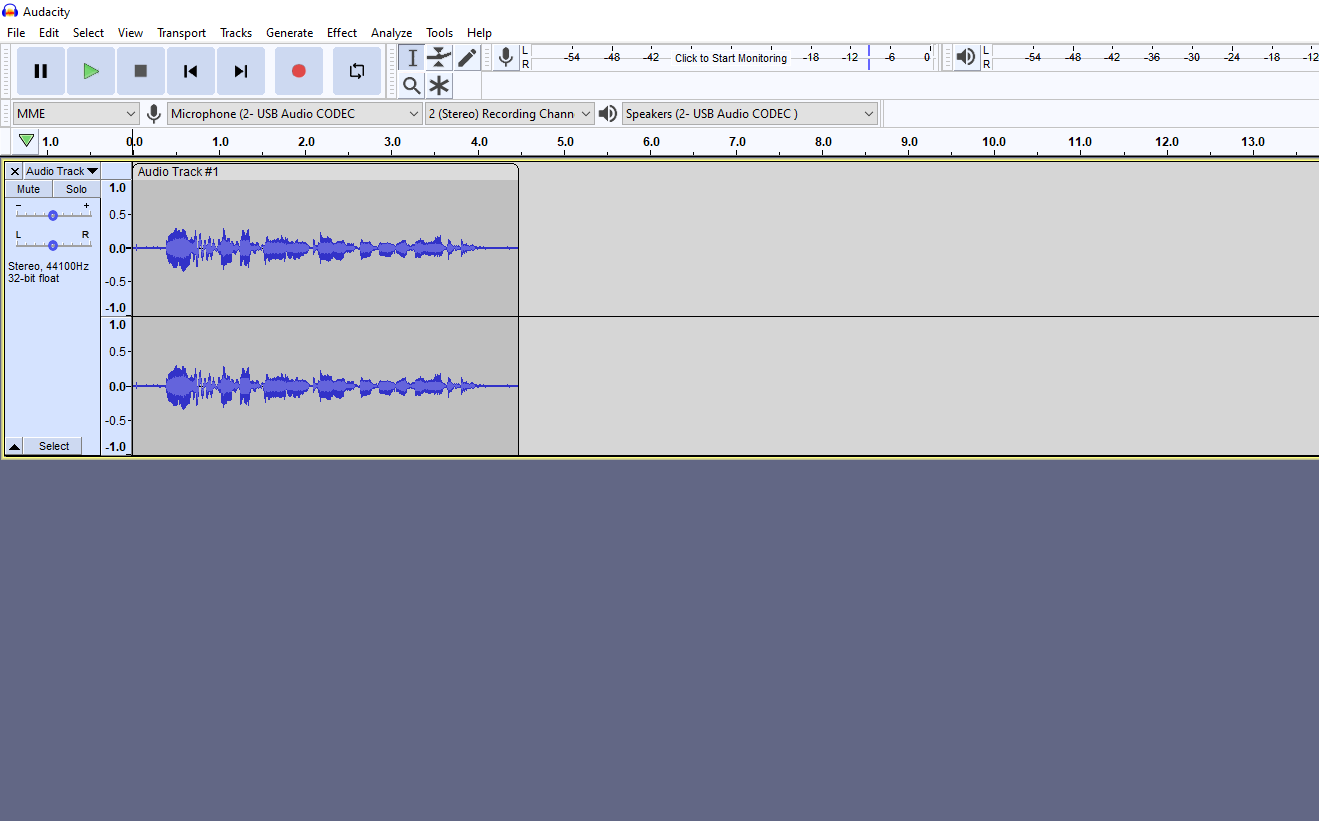 Audacity
File Edit Select View Transport Tracks Generate Effect Analyze Tools Help
L -54 -48 -42 Click to Start Monitoring -18 -12 -6 0 L -54 -48 -42 -36 -30 -24 -18 -12
R R
MME Microphone (2- USB Audio CODEC 2 (Stereo) Recording Chann Speakers (2- USB Audio CODEC )
1.0 0.0 1.0 2.0 3.0 4.0 5.0 6.0 7.0 8.0 9.0 10.0 11.0 12.0 13.0
Audio Track Audio Track #1
Mute Solo 1.0
- +
0.5
L R
0.0
Stereo, 44100Hz
32-bit float
-0.5
-1.0
1.0
0.5
0.0
-0.5
Select -1.0